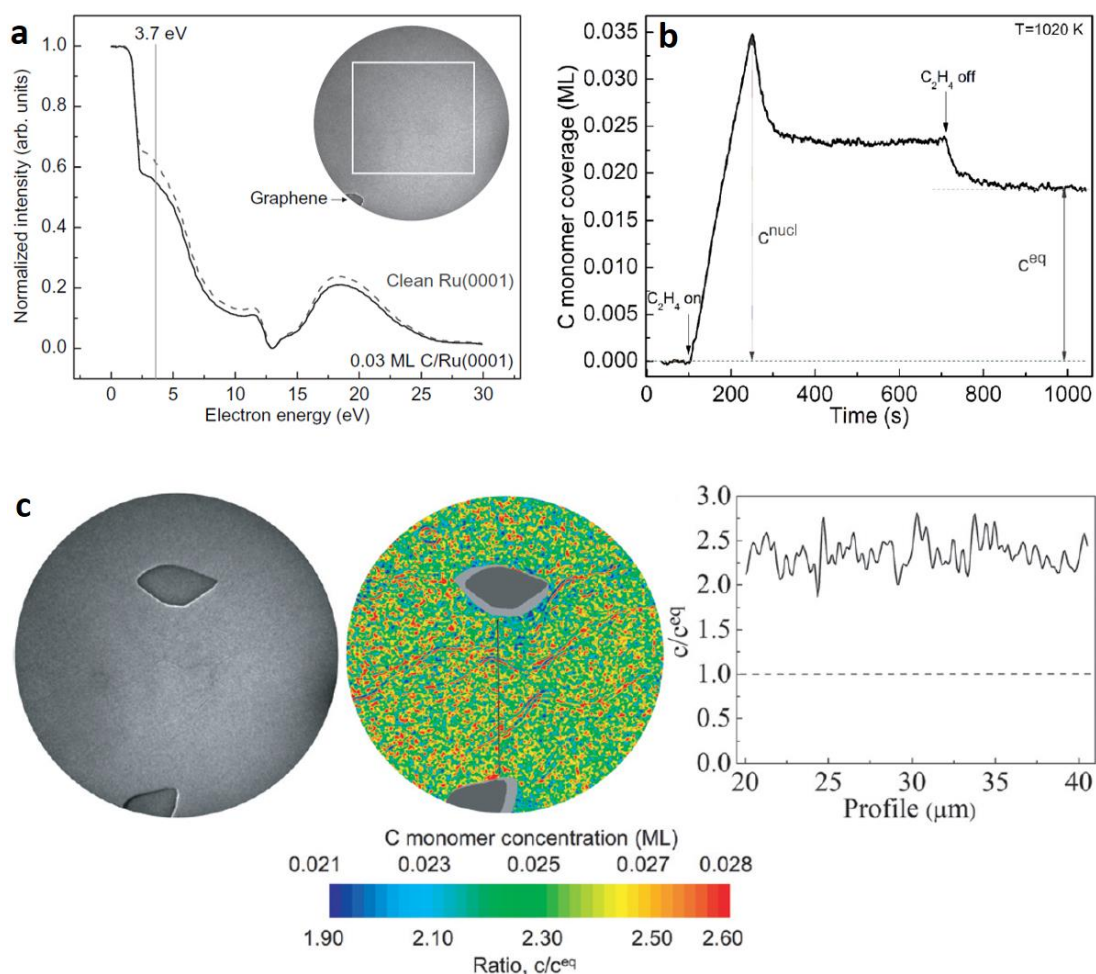 a
3.7 eV
1.0
0.8
0.6
0.4
0.2
0.0
Normalized intensity (arb. units)
Graphene
Clean Ru(0001)
0.03 ML C/Ru(0001)
0 5 10 15 20 25 30
Electron energy (eV)
b
T=1020 K
0.035
0.030
0.025
0.020
0.015
0.010
0.005
0.000
C monomer coverage (ML)
C₂H₄ off
cⁿᵘᶜˡ
c^eq
C₂H₄ on
0 200 400 600 800 1000
Time (s)
c
3.0
2.5
2.0
1.5
1.0
0.5
0.0
c/c^eq
20 25 30 35 40
Profile (μm)
C monomer concentration (ML)
0.021 0.023 0.025 0.027 0.028
1.90 2.10 2.30 2.50 2.60
Ratio, c/c^eq